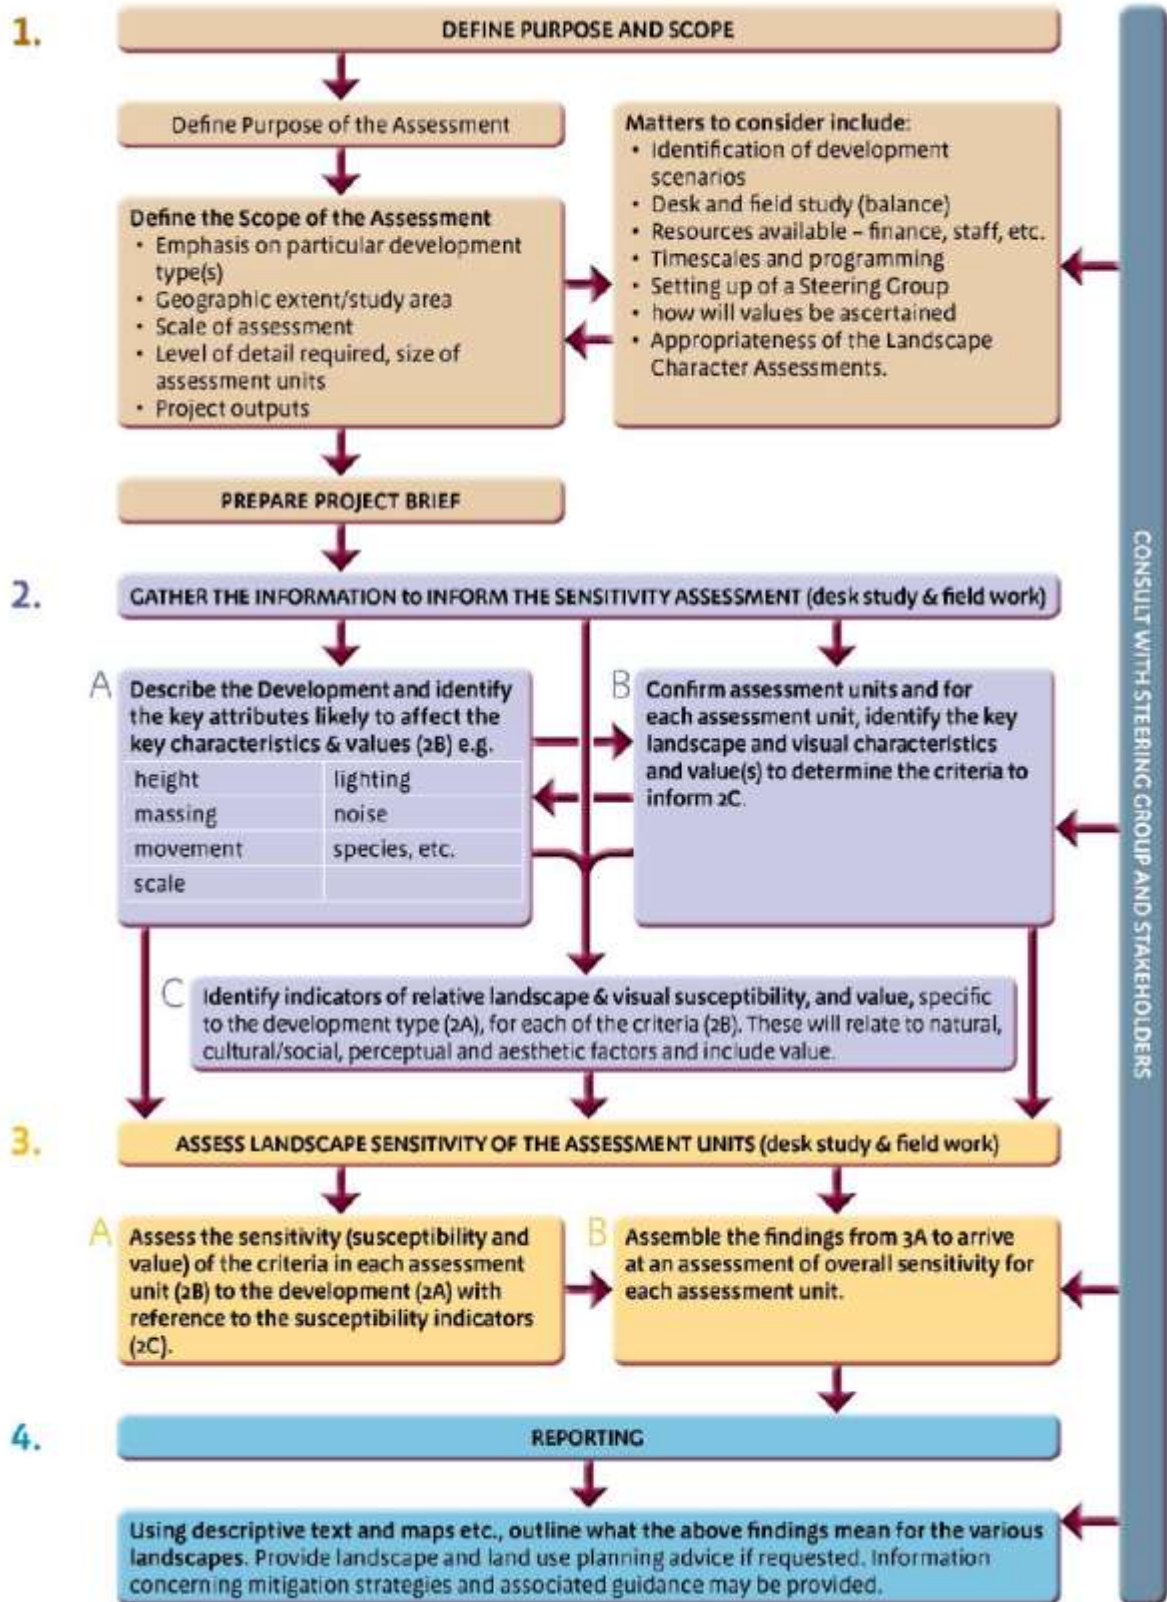 1.
DEFINE PURPOSE AND SCOPE
Define Purpose of the Assessment
Define the Scope of the Assessment
• Emphasis on particular development
type(s)
• Geographic extent/study area
• Scale of assessment
• Level of detail required, size of
assessment units
• Project outputs
Matters to consider include:
• Identification of development
scenarios
• Desk and field study (balance)
• Resources available – finance, staff, etc.
• Timescales and programming
• Setting up of a Steering Group
• how will values be ascertained
• Appropriateness of the Landscape
Character Assessments.
PREPARE PROJECT BRIEF
2.
GATHER THE INFORMATION to INFORM THE SENSITIVITY ASSESSMENT (desk study & field work)
A
Describe the Development and identify
the key attributes likely to affect the
key characteristics & values (2B) e.g.
height lighting
massing noise
movement species, etc.
scale
B
Confirm assessment units and for
each assessment unit, identify the key
landscape and visual characteristics
and value(s) to determine the criteria to
inform 2C.
C
Identify indicators of relative landscape & visual susceptibility, and value, specific
to the development type (2A), for each of the criteria (2B). These will relate to natural,
cultural/social, perceptual and aesthetic factors and include value.
3.
ASSESS LANDSCAPE SENSITIVITY OF THE ASSESSMENT UNITS (desk study & field work)
A
Assess the sensitivity (susceptibility and
value) of the criteria in each assessment
unit (2B) to the development (2A) with
reference to the susceptibility indicators
(2C).
B
Assemble the findings from 3A to arrive
at an assessment of overall sensitivity for
each assessment unit.
4.
REPORTING
Using descriptive text and maps etc., outline what the above findings mean for the various
landscapes. Provide landscape and land use planning advice if requested. Information
concerning mitigation strategies and associated guidance may be provided.
CONSULT WITH STEERING GROUP AND STAKEHOLDERS